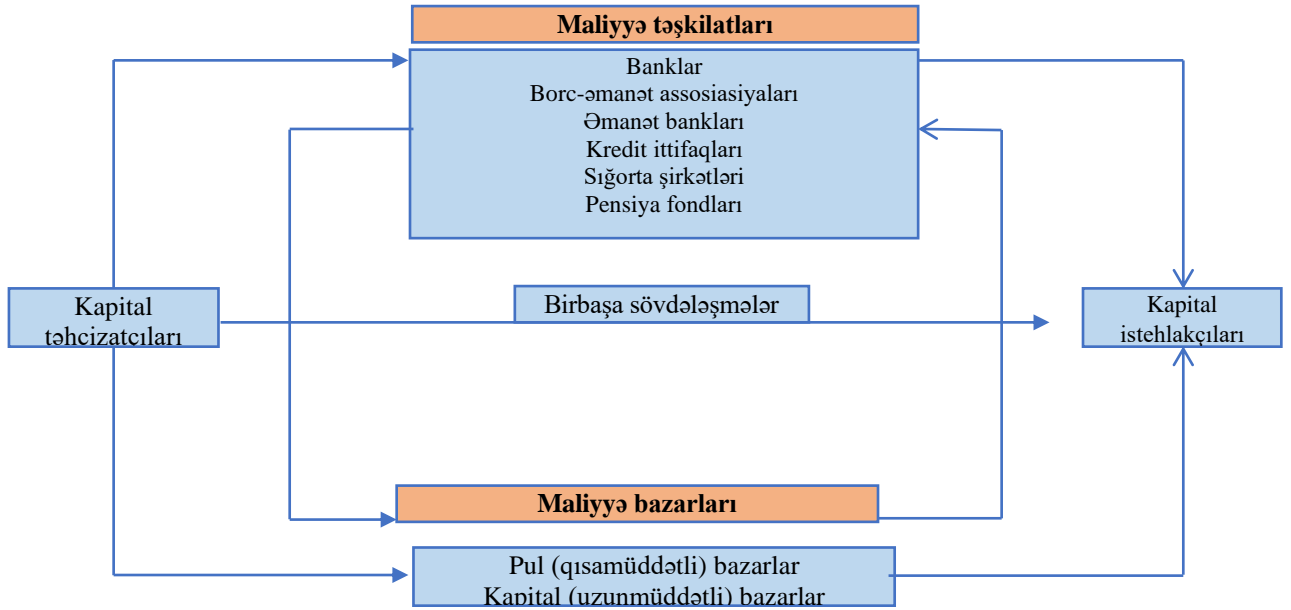 Maliyyə təşkilatları
Banklar
Borc-əmanət assosiasiyaları
Əmanət bankları
Kredit ittifaqları
Sığorta şirkətləri
Pensiya fondları
Kapital
təhcizatcıları
Birbaşa sövdələşmələr
Kapital
istehlakçıları
Maliyyə bazarları
Pul (qısamüddətli) bazarlar
Kapital (uzunmüddətli) bazarlar